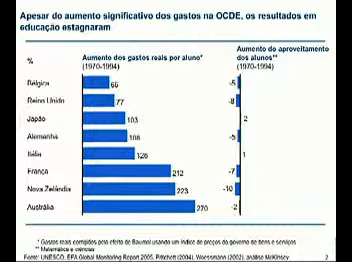 Apesar do aumento significativo dos gastos na OCDE, os resultados em
educação estagnaram
%
Aumento dos gastos reais por aluno*
(1970-1994)
Aumento do aproveitamento
dos alunos**
(1970-1994)
Bélgica 65 -5
Reino Unido 77 -8
Japão 103 2
Alemanha 108 -5
Itália 126 1
França 212 -7
Nova Zelândia 223 -10
Austrália 270 -2
* Gastos reais corrigidos pelo efeito de Baumol usando um índice de preços do governo de bens e serviços
** Matemática e ciências
Fonte: UNESCO, EPA Global Monitoring Report 2005, Pritchett (2004), Woessmann (2002), análise McKinsey
2